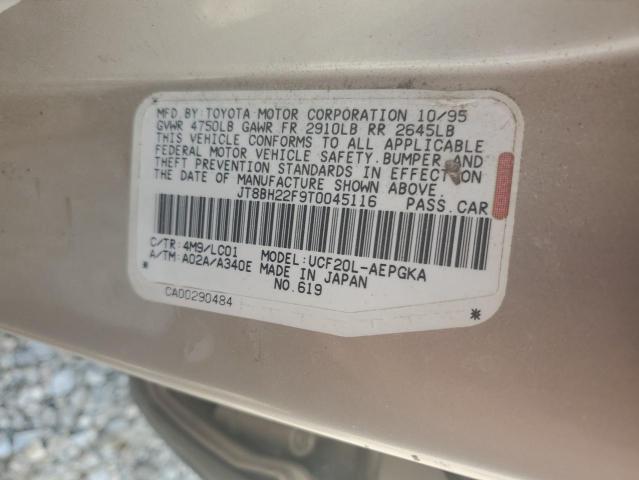 MFD. BY: TOYOTA MOTOR CORPORATION 10/95
GVWR 4750LB GAWR FR 2910LB RR 2645LB
THIS VEHICLE CONFORMS TO ALL APPLICABLE
FEDERAL MOTOR VEHICLE SAFETY, BUMPER AND
THEFT PREVENTION STANDARDS IN EFFECT ON
THE DATE OF MANUFACTURE SHOWN ABOVE.
JT8BH22F9T0045116 PASS.CAR
C/TR: 4M9/LC01 MODEL: UCF20L-AEPGKA
A/TM: A02A/A340E MADE IN JAPAN
NO.619
CA00290484